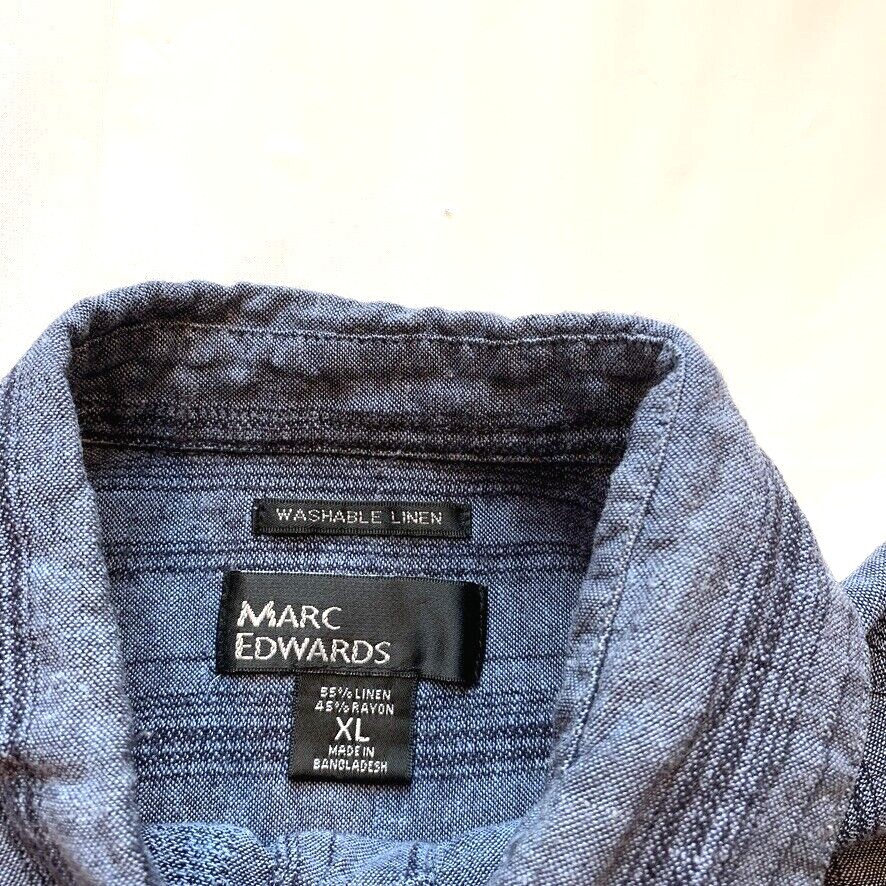 WASHABLE LINEN
MARC
EDWARDS
55% LINEN
45% RAYON
XL
MADE IN
BANGLADESH